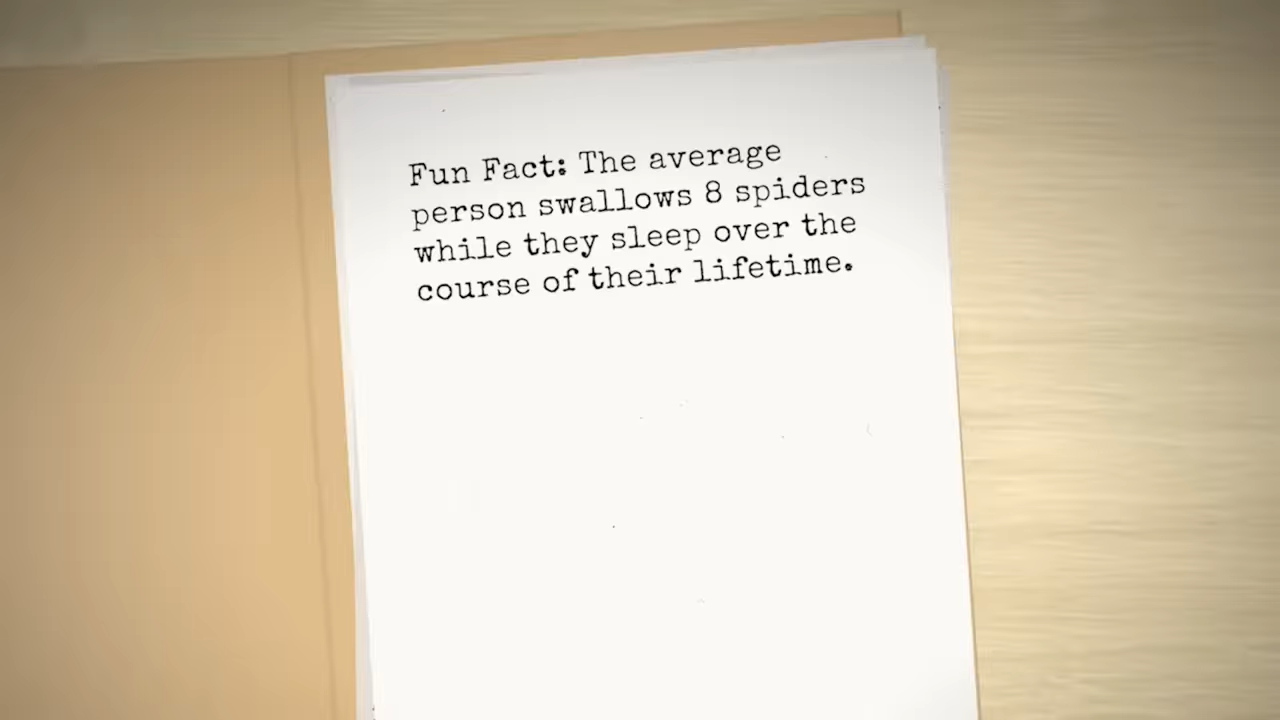 Fun Fact: The average
person swallows 8 spiders
while they sleep over the
course of their lifetime.